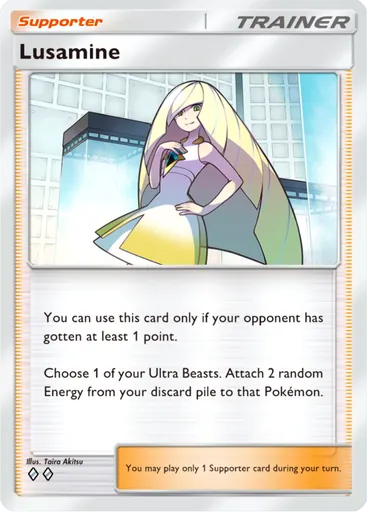 Supporter
TRAINER
Lusamine
You can use this card only if your opponent has
gotten at least 1 point.
Choose 1 of your Ultra Beasts. Attach 2 random
Energy from your discard pile to that Pokémon.
Illus. Taira Akitsu
You may play only 1 Supporter card during your turn.